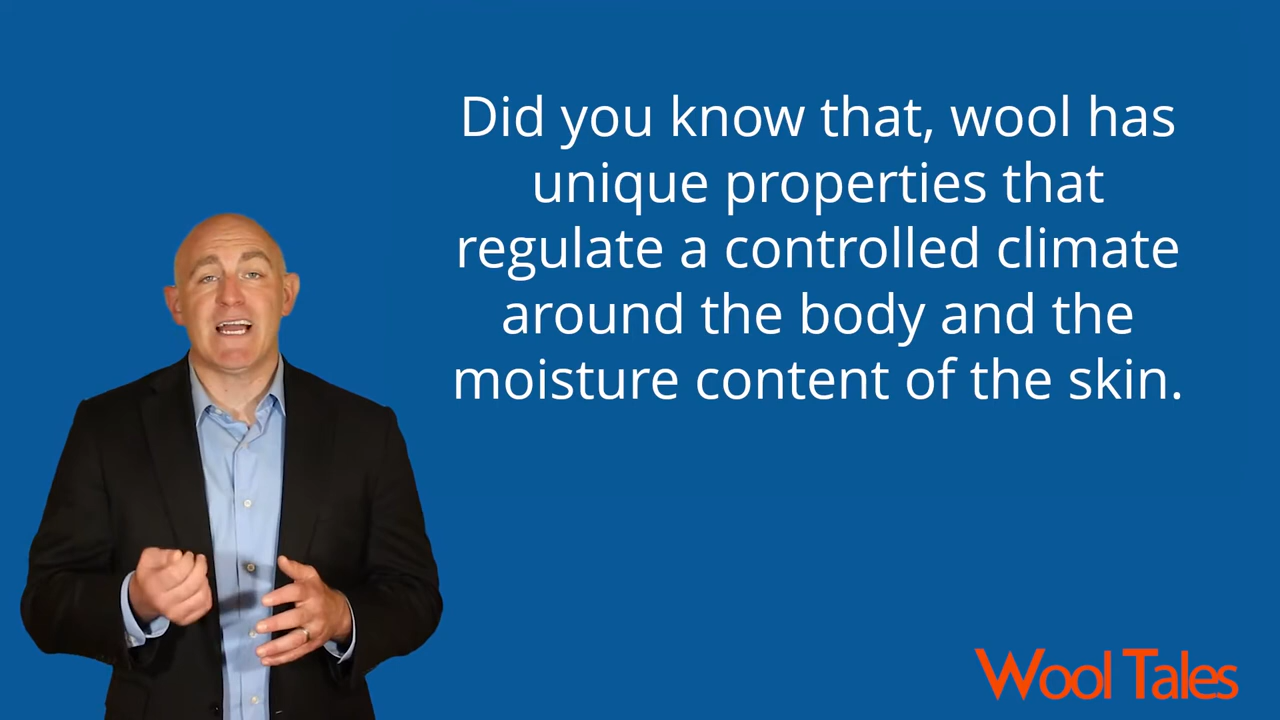 Did you know that, wool has
unique properties that
regulate a controlled climate
around the body and the
moisture content of the skin.
Wool Tales